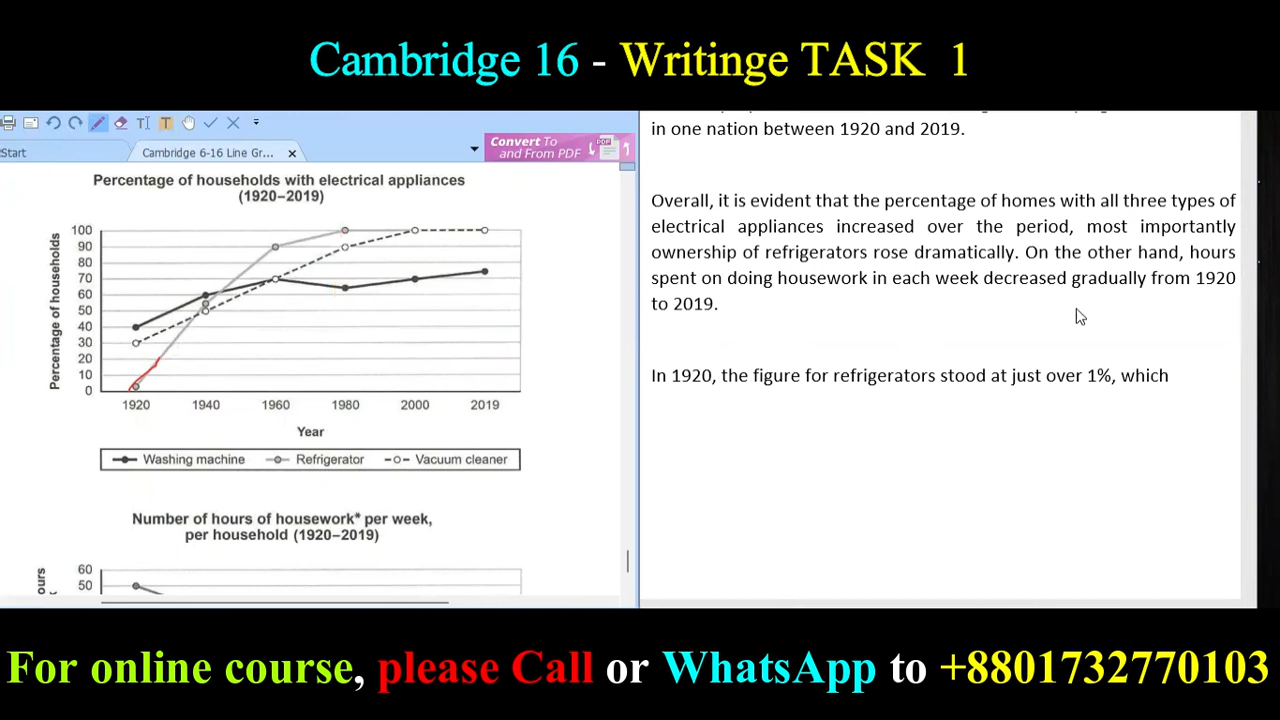 Cambridge 16 - Writinge TASK 1
Start
Cambridge 6-16 Line Gr...
Convert To
and From PDF
PDF
Percentage of households with electrical appliances
(1920–2019)
Percentage of households
100
90
80
70
60
50
40
30
20
10
0
1920 1940 1960 1980 2000 2019
Year
Washing machine Refrigerator Vacuum cleaner
Number of hours of housework* per week,
per household (1920–2019)
60
50
in one nation between 1920 and 2019.
Overall, it is evident that the percentage of homes with all three types of
electrical appliances increased over the period, most importantly
ownership of refrigerators rose dramatically. On the other hand, hours
spent on doing housework in each week decreased gradually from 1920
to 2019.
In 1920, the figure for refrigerators stood at just over 1%, which
For online course, please Call or WhatsApp to +8801732770103